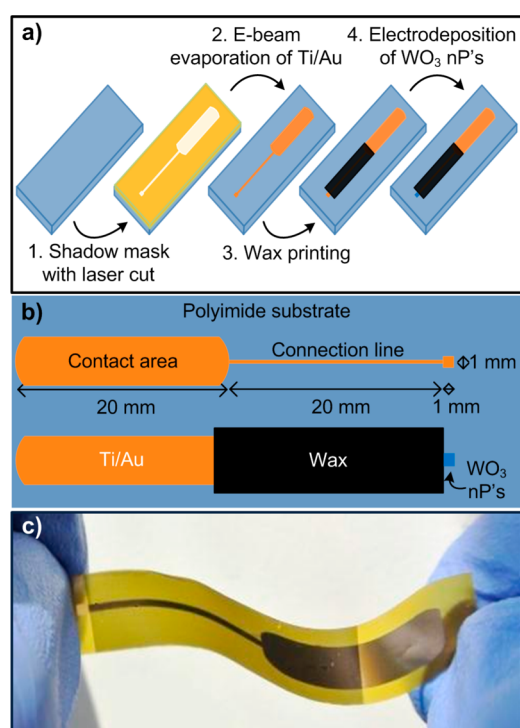 a)
2. E-beam
evaporation of Ti/Au
4. Electrodeposition
of WO₃ nP's
1. Shadow mask
with laser cut
3. Wax printing
b)
Polyimide substrate
Contact area
Connection line
1 mm
20 mm
20 mm
1 mm
Ti/Au
Wax
WO₃
nP's
c)